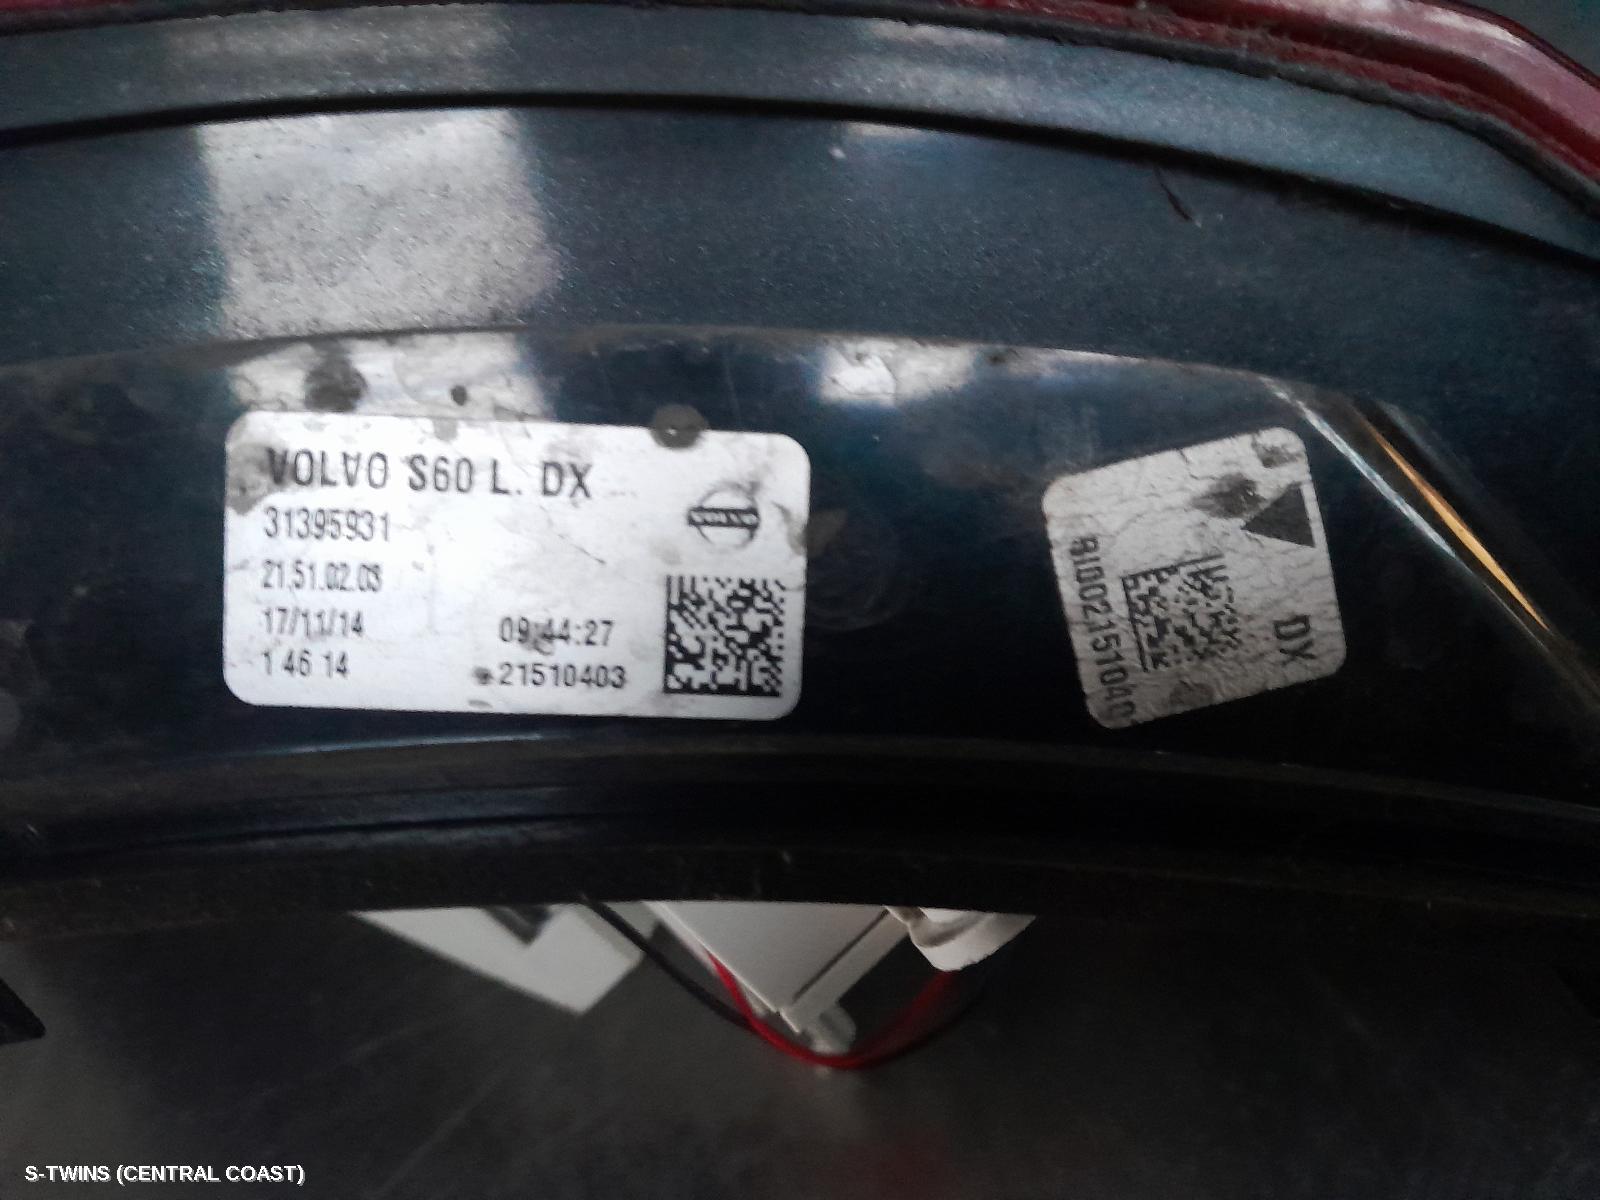 VOLVO S60 L. DX
31395931
21.51.02.03
17/11/14 09:44:27
1 46 14 21510403
DX
S-TWINS (CENTRAL COAST)